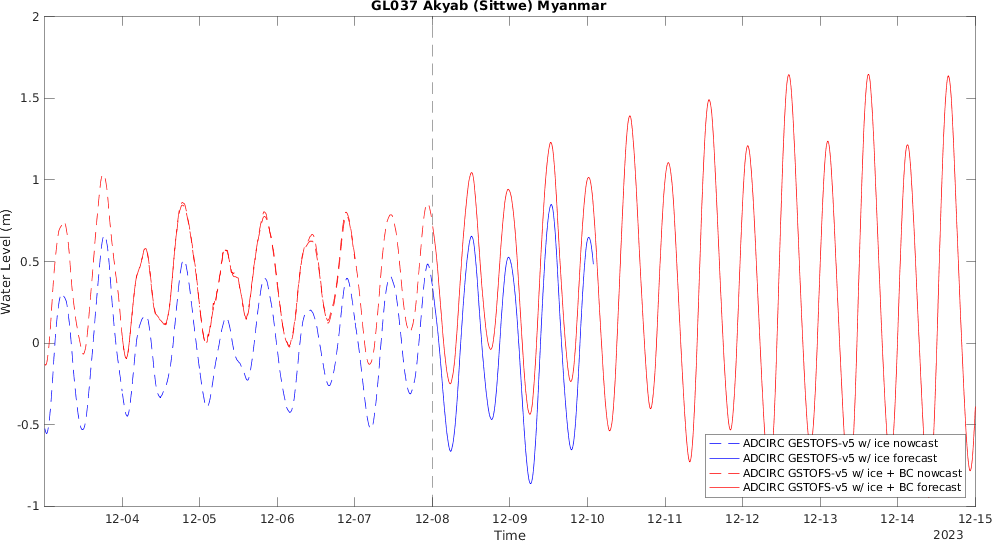 GL037 Akyab (Sittwe) Myanmar
2
1.5
1
0.5
0
-0.5
-1
Water Level (m)
ADCIRC GESTOFS-v5 w/ ice nowcast
ADCIRC GESTOFS-v5 w/ ice forecast
ADCIRC GSTOFS-v5 w/ ice + BC nowcast
ADCIRC GSTOFS-v5 w/ ice + BC forecast
12-04 12-05 12-06 12-07 12-08 12-09 12-10 12-11 12-12 12-13 12-14 12-15
Time
2023